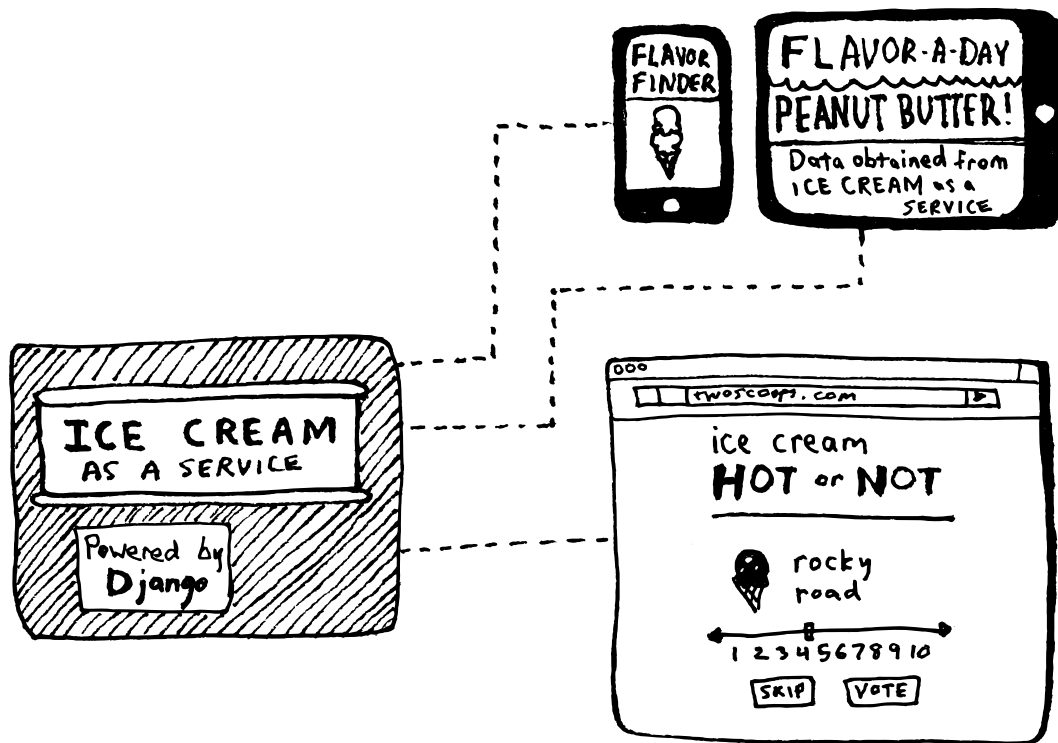 FLAVOR
FINDER
FLAVOR-A-DAY
PEANUT BUTTER!
Data obtained from
ICE CREAM as a
SERVICE
ICE CREAM
AS A SERVICE
Powered by
Django
twoscoops.com
ice cream
HOT or NOT
rocky
road
1 2 3 4 5 6 7 8 9 10
SKIP VOTE